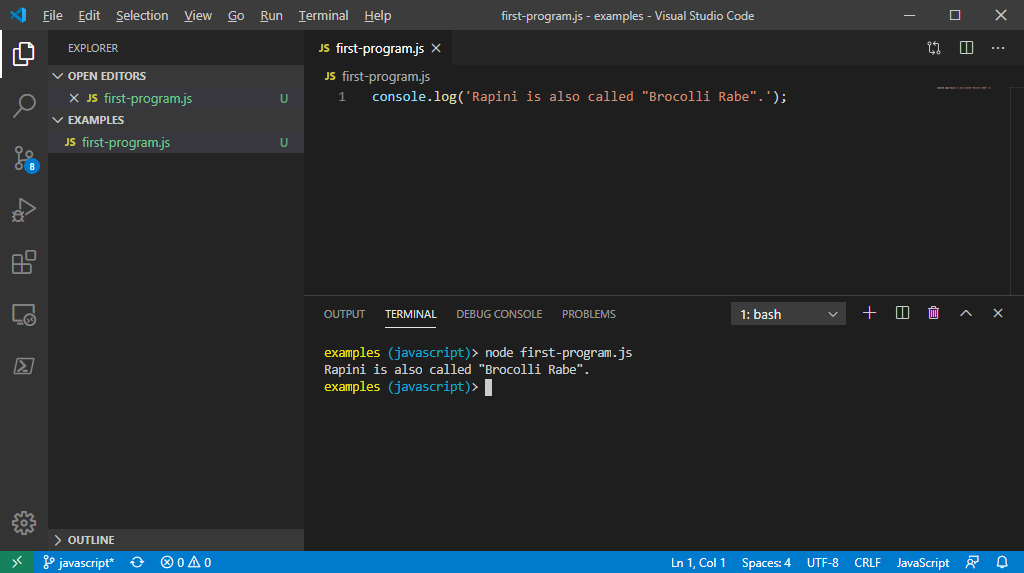 File Edit Selection View Go Run Terminal Help first-program.js - examples - Visual Studio Code
EXPLORER
OPEN EDITORS
JS first-program.js U
EXAMPLES
JS first-program.js U
OUTLINE
8
JS first-program.js
JS first-program.js
1 console.log('Rapini is also called "Brocolli Rabe".');
OUTPUT TERMINAL DEBUG CONSOLE PROBLEMS 1: bash
examples (javascript)> node first-program.js
Rapini is also called "Brocolli Rabe".
examples (javascript)>
javascript* 0 0 Ln 1, Col 1 Spaces: 4 UTF-8 CRLF JavaScript